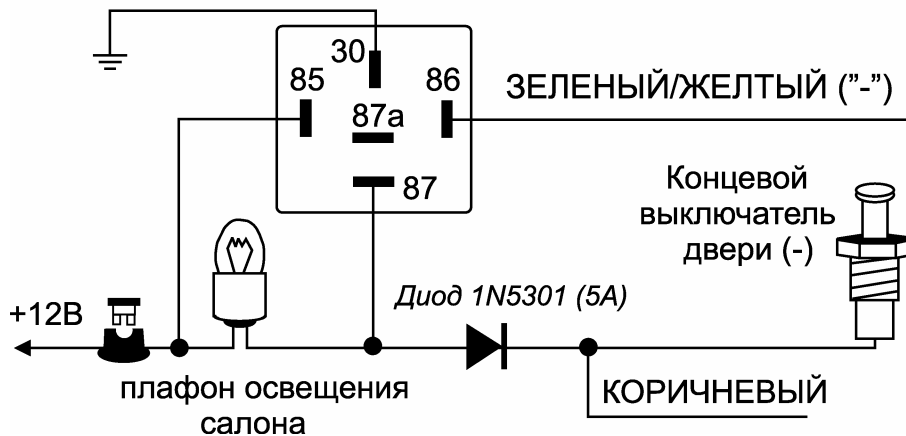 30
85
86
87a
87
ЗЕЛЕНЫЙ/ЖЕЛТЫЙ ("-")
Концевой
выключатель
двери (-)
Диод 1N5301 (5A)
+12В
плафон освещения
салона
КОРИЧНЕВЫЙ